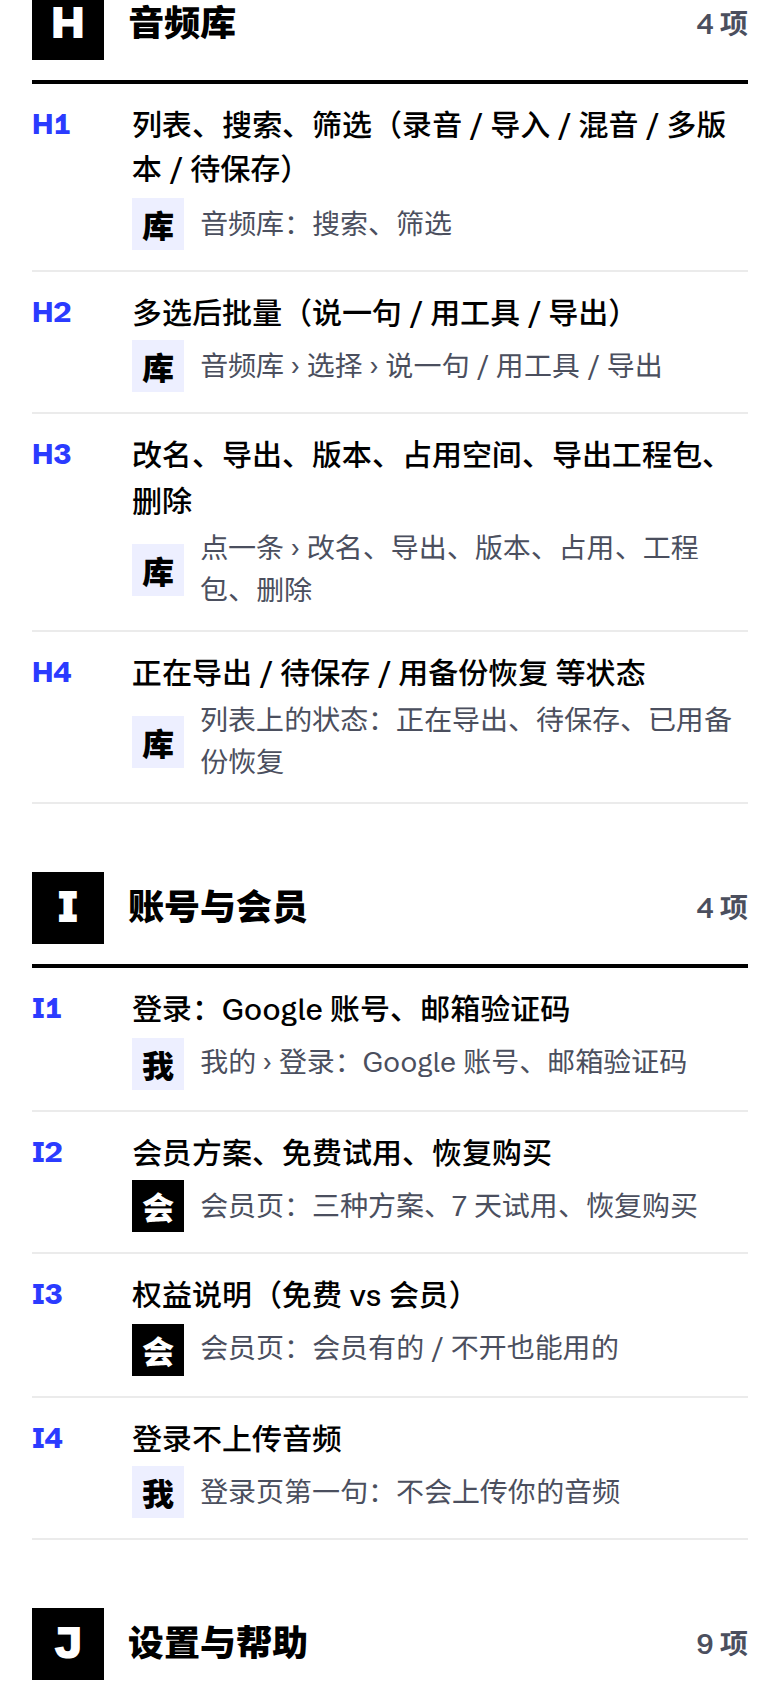 H 音频库 4 项
H1 列表、搜索、筛选（录音 / 导入 / 混音 / 多版
本 / 待保存）
库 音频库：搜索、筛选
H2 多选后批量（说一句 / 用工具 / 导出）
库 音频库 › 选择 › 说一句 / 用工具 / 导出
H3 改名、导出、版本、占用空间、导出工程包、
删除
库 点一条 › 改名、导出、版本、占用、工程
包、删除
H4 正在导出 / 待保存 / 用备份恢复 等状态
库 列表上的状态：正在导出、待保存、已用备
份恢复
I 账号与会员 4 项
I1 登录：Google 账号、邮箱验证码
我 我的 › 登录：Google 账号、邮箱验证码
I2 会员方案、免费试用、恢复购买
会 会员页：三种方案、7 天试用、恢复购买
I3 权益说明（免费 vs 会员）
会 会员页：会员有的 / 不开也能用的
I4 登录不上传音频
我 登录页第一句：不会上传你的音频
J 设置与帮助 9 项